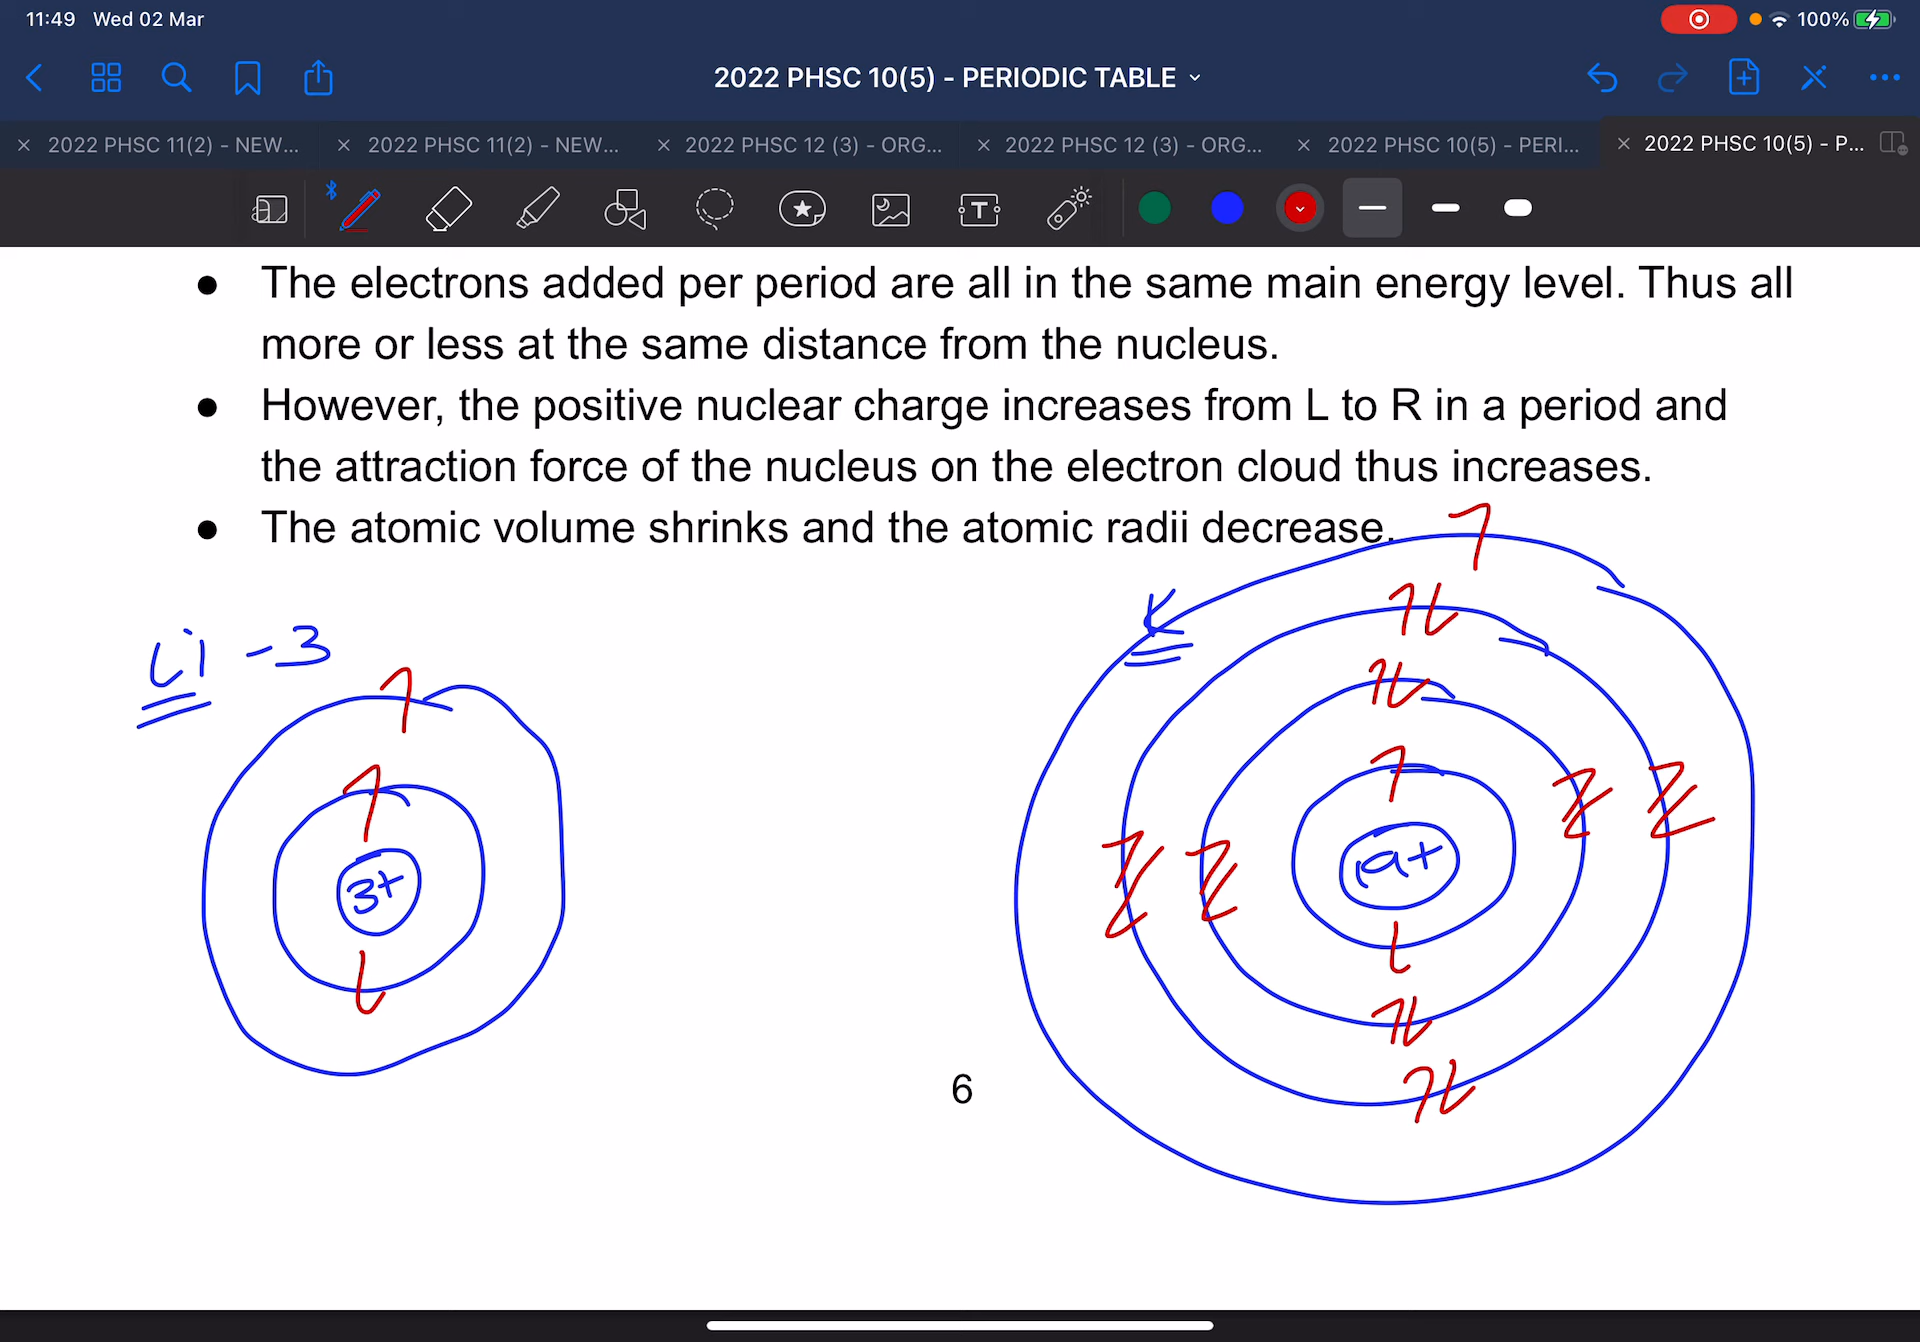 11:49 Wed 02 Mar 100%
2022 PHSC 10(5) - PERIODIC TABLE
2022 PHSC 11(2) - NEW... 2022 PHSC 11(2) - NEW... 2022 PHSC 12 (3) - ORG... 2022 PHSC 12 (3) - ORG... 2022 PHSC 10(5) - PERI... 2022 PHSC 10(5) - P...
T
● The electrons added per period are all in the same main energy level. Thus all
more or less at the same distance from the nucleus.
● However, the positive nuclear charge increases from L to R in a period and
the attraction force of the nucleus on the electron cloud thus increases.
● The atomic volume shrinks and the atomic radii decrease.
Li - 3
K
3+
19+
6